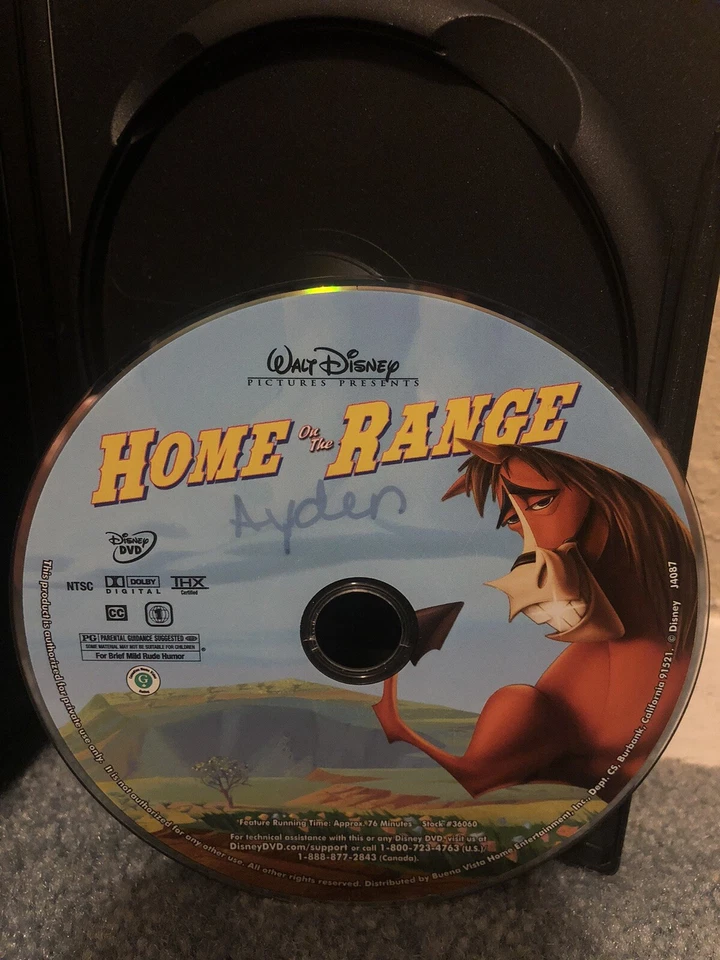 WALT DISNEY
PICTURES PRESENTS
HOME On The RANGE
Ayden
Disney
DVD
NTSC
DOLBY
DIGITAL
THX
Certified
CC
1
PG PARENTAL GUIDANCE SUGGESTED
SOME MATERIAL MAY NOT BE SUITABLE FOR CHILDREN
For Brief Mild Rude Humor
G
Feature Running Time: Approx. 76 Minutes Stock #36060
For technical assistance with this or any Disney DVD, visit us at
DisneyDVD.com/support or call 1-800-723-4763 (U.S.)
1-888-877-2843 (Canada).
This product is authorized for private use only. It is not authorized for any other use. All other rights reserved. Distributed by Buena Vista Home Entertainment, Inc., Dept. CS, Burbank, California 91521. © Disney J4087